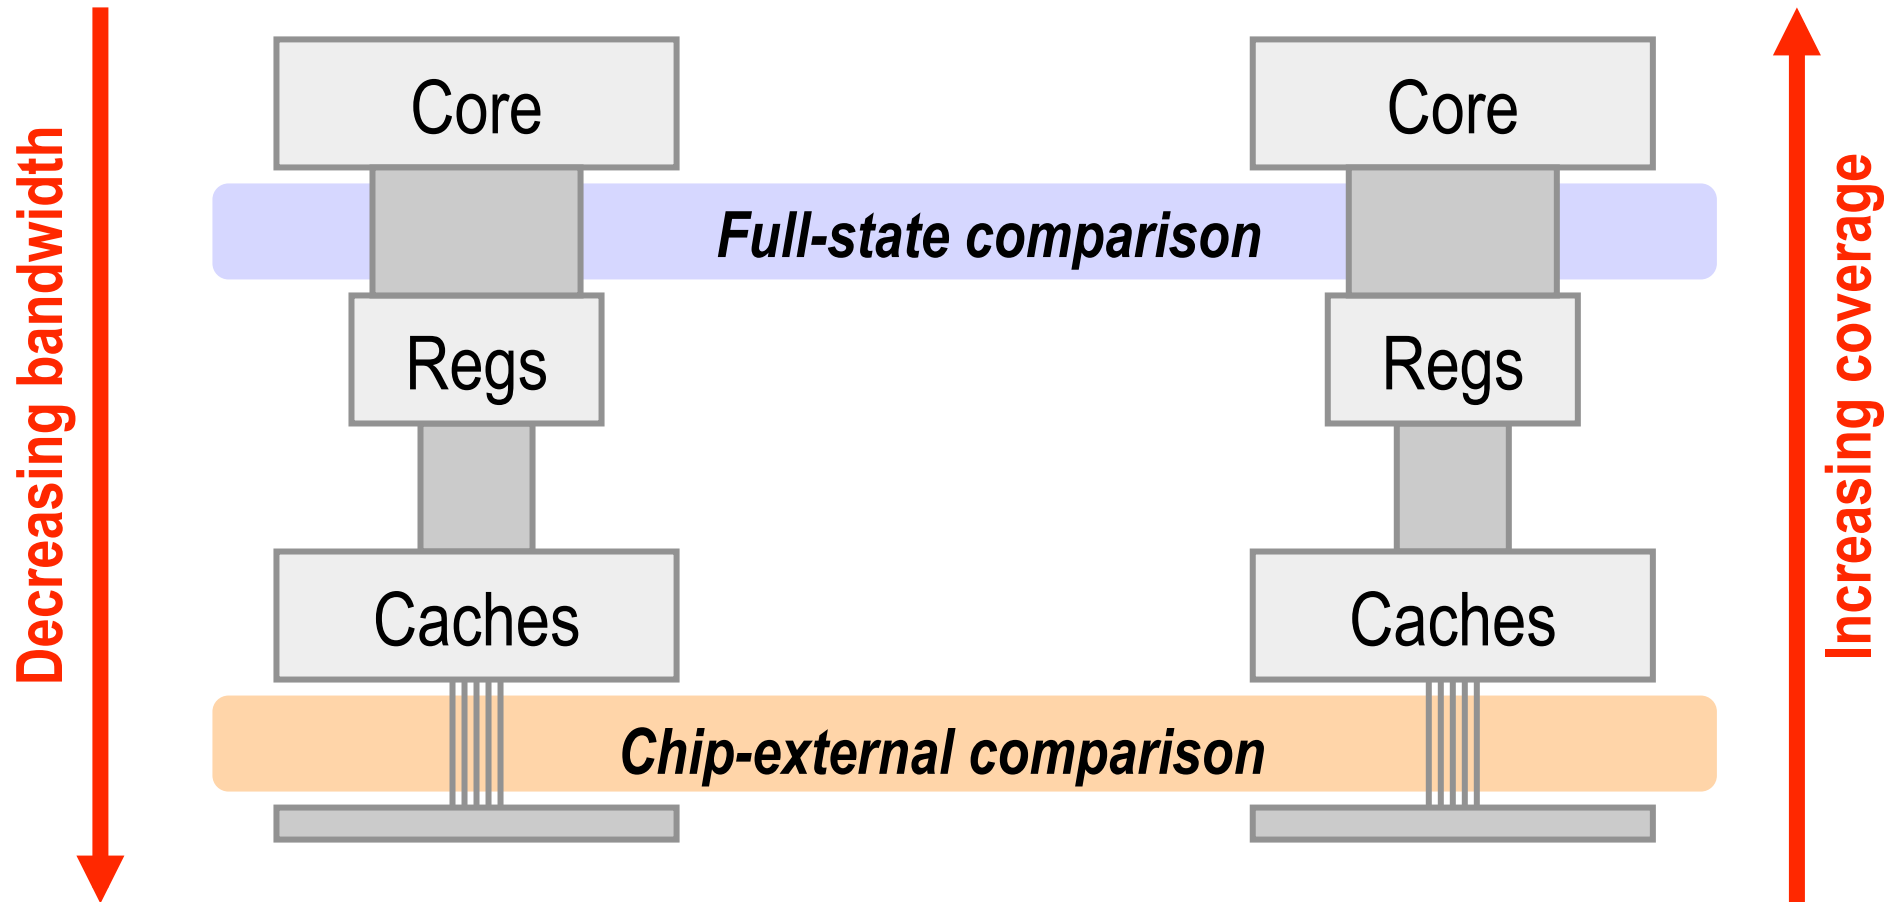 Decreasing bandwidth
Core
Core
Full-state comparison
Regs
Regs
Caches
Caches
Chip-external comparison
Increasing coverage